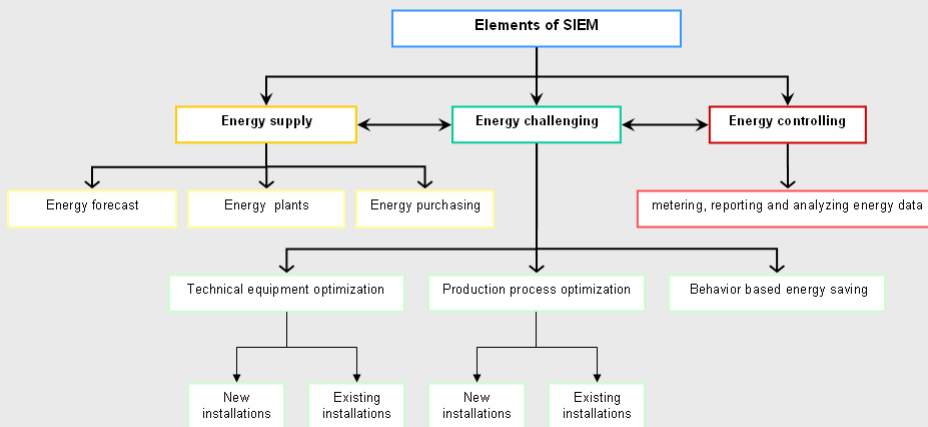 Elements of SIEM
Energy supply
Energy challenging
Energy controlling
Energy forecast
Energy plants
Energy purchasing
metering, reporting and analyzing energy data
Technical equipment optimization
Production process optimization
Behavior based energy saving
New
installations
Existing
installations
New
installations
Existing
installations